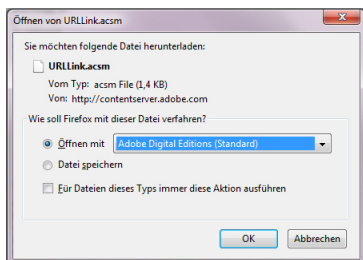 Öffnen von URLLink.acsm
Sie möchten folgende Datei herunterladen:
URLLink.acsm
Vom Typ: acsm File (1,4 KB)
Von: http://contentserver.adobe.com
Wie soll Firefox mit dieser Datei verfahren?
Öffnen mit Adobe Digital Editions (Standard)
Datei speichern
Für Dateien dieses Typs immer diese Aktion ausführen
OK Abbrechen